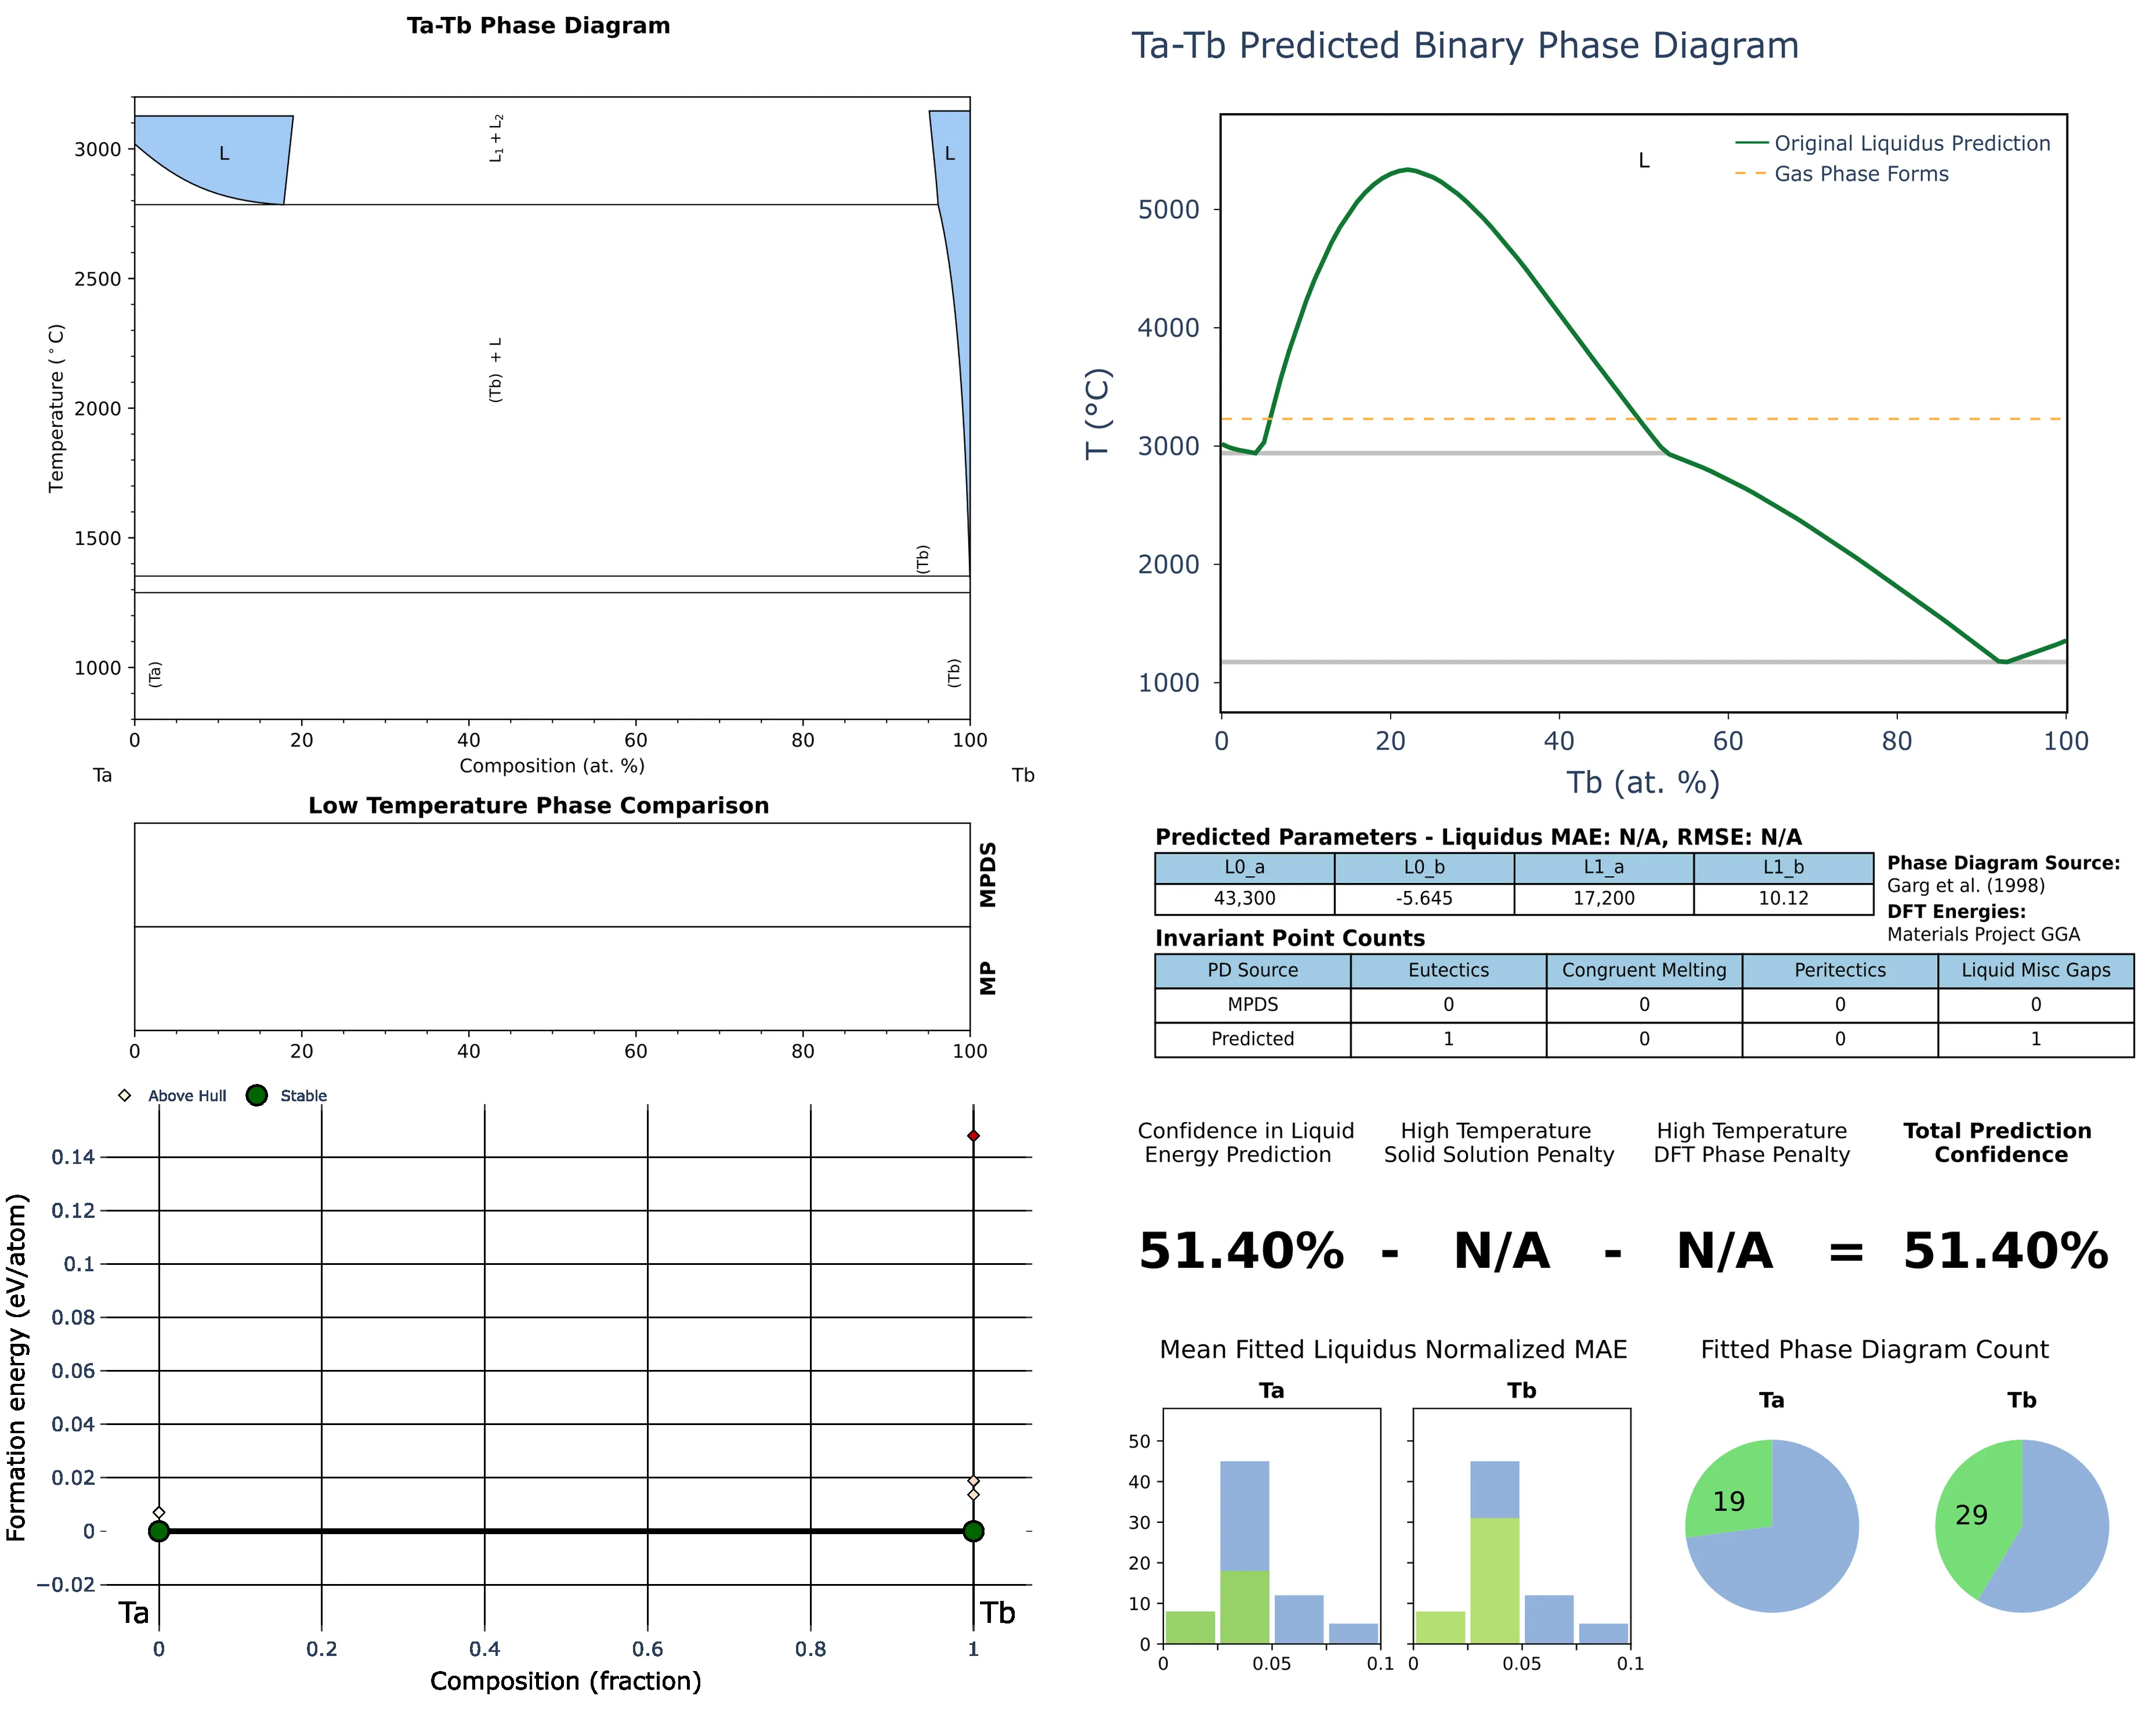 Ta-Tb Phase Diagram
3000
2500
2000
1500
1000
Temperature (°C)
L
L₁ + L₂
L
(Tb) + L
(Tb)
(Ta)
(Tb)
0 20 40 60 80 100
Composition (at. %)
Ta Tb
Low Temperature Phase Comparison
MPDS
MP
0 20 40 60 80 100
Above Hull Stable
0.14
0.12
0.1
0.08
0.06
0.04
0.02
0
−0.02
Formation energy (eV/atom)
Ta Tb
0 0.2 0.4 0.6 0.8 1
Composition (fraction)
Ta-Tb Predicted Binary Phase Diagram
L
Original Liquidus Prediction
Gas Phase Forms
5000
4000
3000
2000
1000
T (°C)
0 20 40 60 80 100
Tb (at. %)
Predicted Parameters - Liquidus MAE: N/A, RMSE: N/A
L0_a L0_b L1_a L1_b
43,300 -5.645 17,200 10.12
Phase Diagram Source:
Garg et al. (1998)
DFT Energies:
Materials Project GGA
Invariant Point Counts
PD Source Eutectics Congruent Melting Peritectics Liquid Misc Gaps
MPDS 0 0 0 0
Predicted 1 0 0 1
Confidence in Liquid
Energy Prediction
High Temperature
Solid Solution Penalty
High Temperature
DFT Phase Penalty
Total Prediction
Confidence
51.40% - N/A - N/A = 51.40%
Mean Fitted Liquidus Normalized MAE
Ta Tb
50
40
30
20
10
0
0 0.05 0.1 0 0.05 0.1
Fitted Phase Diagram Count
Ta Tb
19 29